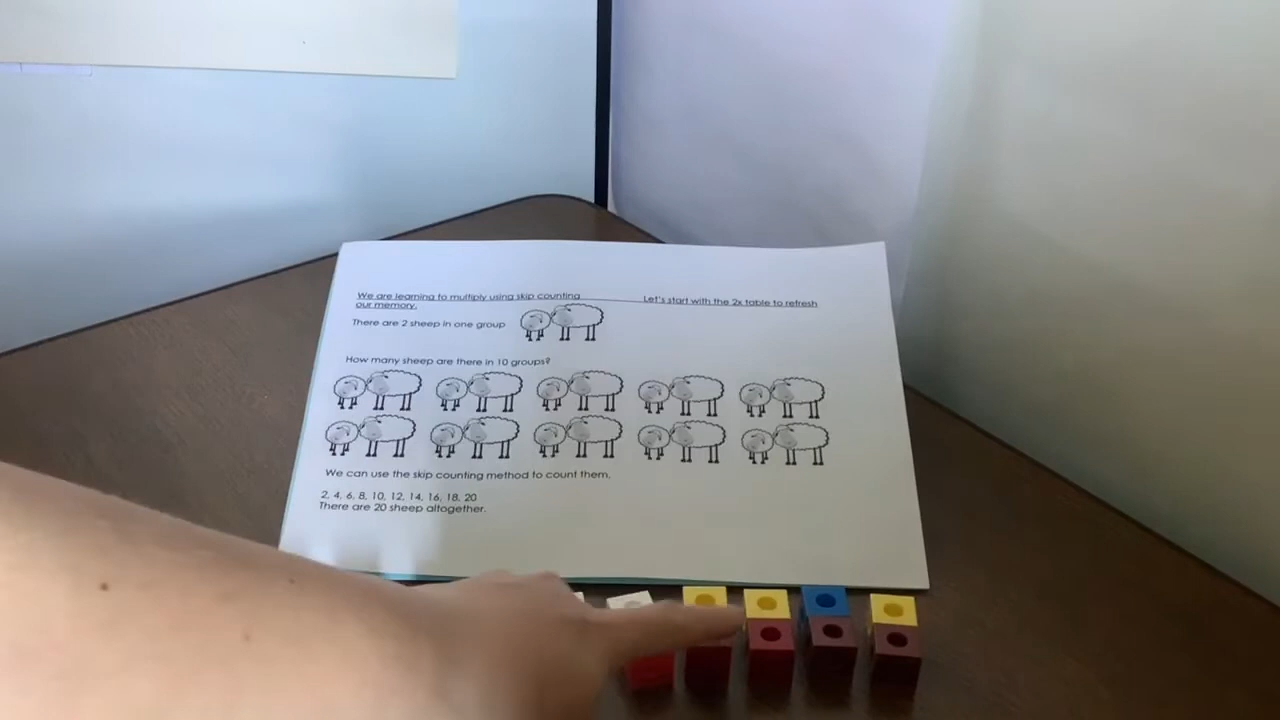 We are learning to multiply using skip counting Let's start with the 2x table to refresh
our memory.
There are 2 sheep in one group
How many sheep are there in 10 groups?
We can use the skip counting method to count them.
2, 4, 6, 8, 10, 12, 14, 16, 18, 20
There are 20 sheep altogether.